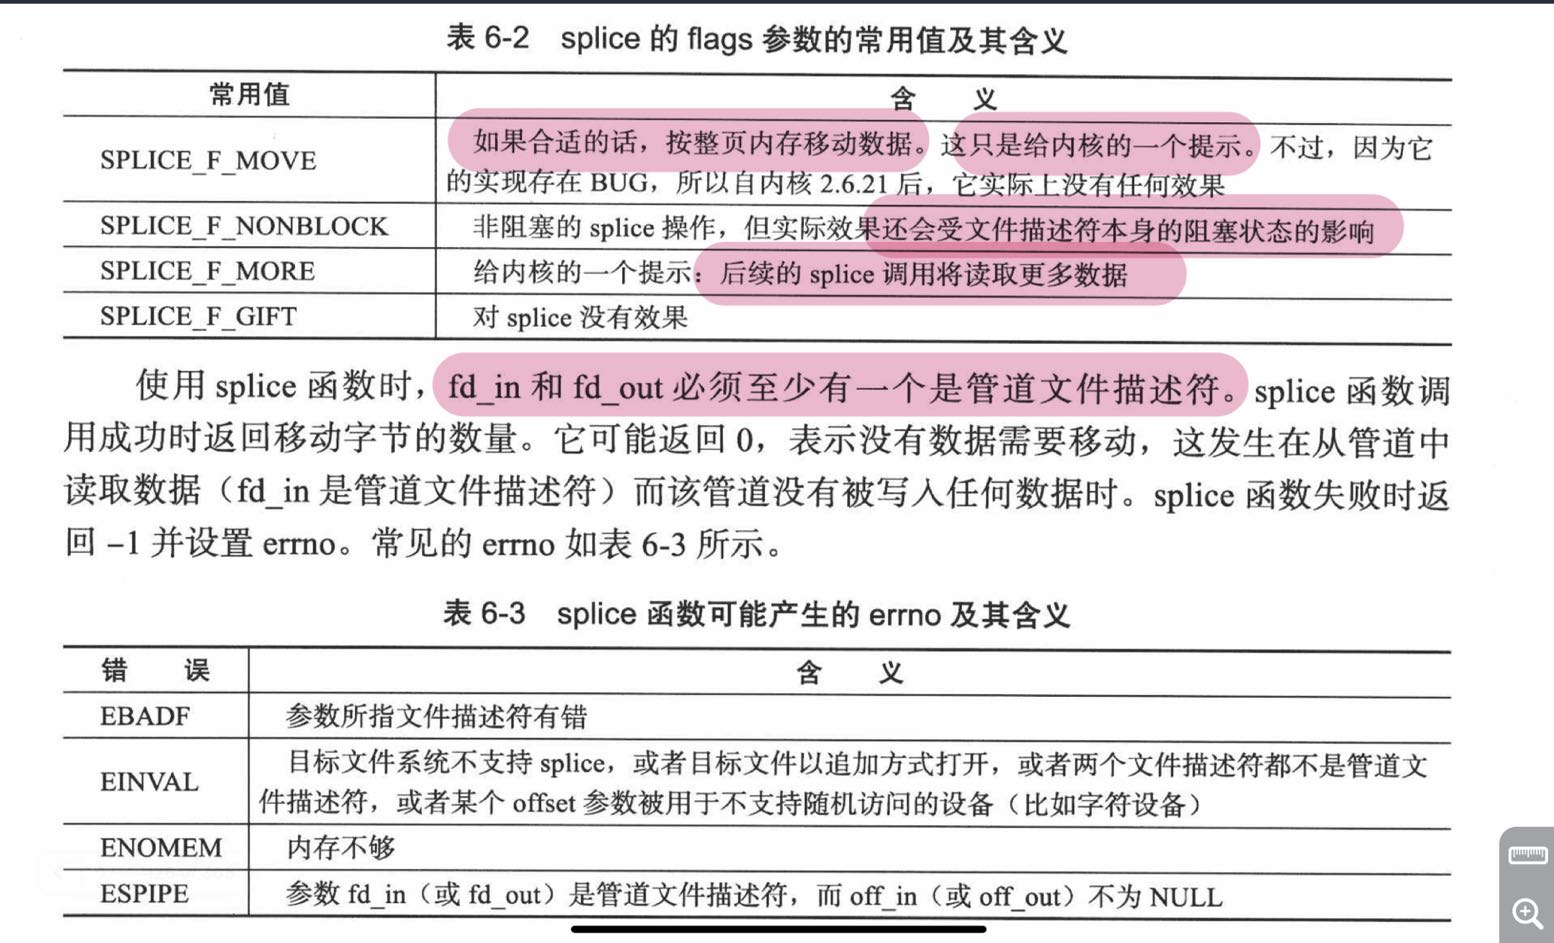 表 6-2 splice 的 flags 参数的常用值及其含义
常用值 含 义
SPLICE_F_MOVE 如果合适的话，按整页内存移动数据。这只是给内核的一个提示。不过，因为它
的实现存在 BUG，所以自内核 2.6.21 后，它实际上没有任何效果
SPLICE_F_NONBLOCK 非阻塞的 splice 操作，但实际效果还会受文件描述符本身的阻塞状态的影响
SPLICE_F_MORE 给内核的一个提示：后续的 splice 调用将读取更多数据
SPLICE_F_GIFT 对 splice 没有效果
使用 splice 函数时，fd_in 和 fd_out 必须至少有一个是管道文件描述符。splice 函数调
用成功时返回移动字节的数量。它可能返回 0，表示没有数据需要移动，这发生在从管道中
读取数据（fd_in 是管道文件描述符）而该管道没有被写入任何数据时。splice 函数失败时返
回 –1 并设置 errno。常见的 errno 如表 6-3 所示。
表 6-3 splice 函数可能产生的 errno 及其含义
错 误 含 义
EBADF 参数所指文件描述符有错
EINVAL 目标文件系统不支持 splice，或者目标文件以追加方式打开，或者两个文件描述符都不是管道文
件描述符，或者某个 offset 参数被用于不支持随机访问的设备（比如字符设备）
ENOMEM 内存不够
ESPIPE 参数 fd_in（或 fd_out）是管道文件描述符，而 off_in（或 off_out）不为 NULL